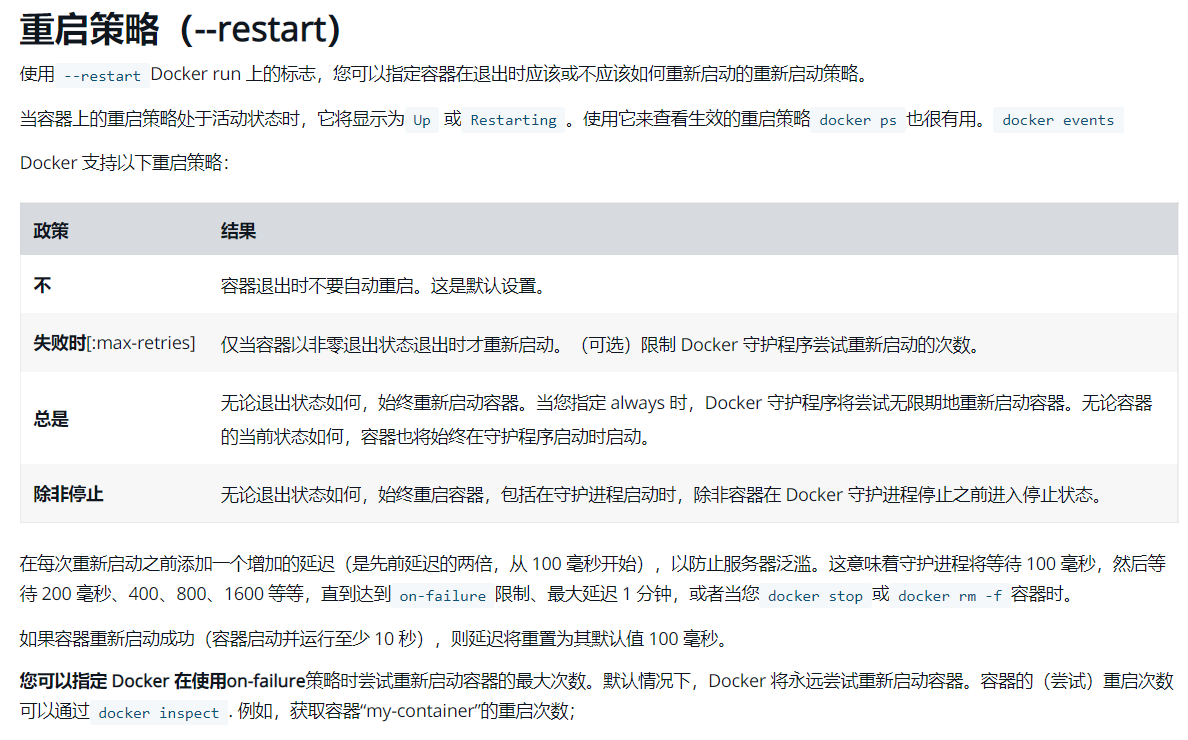 重启策略（--restart）
使用 --restart Docker run 上的标志，您可以指定容器在退出时应该或不应该如何重新启动的重新启动策略。
当容器上的重启策略处于活动状态时，它将显示为 Up 或 Restarting 。使用它来查看生效的重启策略 docker ps 也很有用。 docker events
Docker 支持以下重启策略：
政策 结果
不 容器退出时不要自动重启。这是默认设置。
失败时[:max-retries] 仅当容器以非零退出状态退出时才重新启动。（可选）限制 Docker 守护程序尝试重新启动的次数。
总是 无论退出状态如何，始终重新启动容器。当您指定 always 时，Docker 守护程序将尝试无限期地重新启动容器。无论容器
的当前状态如何，容器也将始终在守护程序启动时启动。
除非停止 无论退出状态如何，始终重启容器，包括在守护进程启动时，除非容器在 Docker 守护进程停止之前进入停止状态。
在每次重新启动之前添加一个增加的延迟（是先前延迟的两倍，从 100 毫秒开始），以防止服务器泛滥。这意味着守护进程将等待 100 毫秒，然后等
待 200 毫秒、400、800、1600 等等，直到达到 on-failure 限制、最大延迟 1 分钟，或者当您 docker stop 或 docker rm -f 容器时。
如果容器重新启动成功（容器启动并运行至少 10 秒），则延迟将重置为其默认值 100 毫秒。
您可以指定 Docker 在使用on-failure策略时尝试重新启动容器的最大次数。默认情况下，Docker 将永远尝试重新启动容器。容器的（尝试）重启次数
可以通过 docker inspect . 例如，获取容器“my-container”的重启次数；